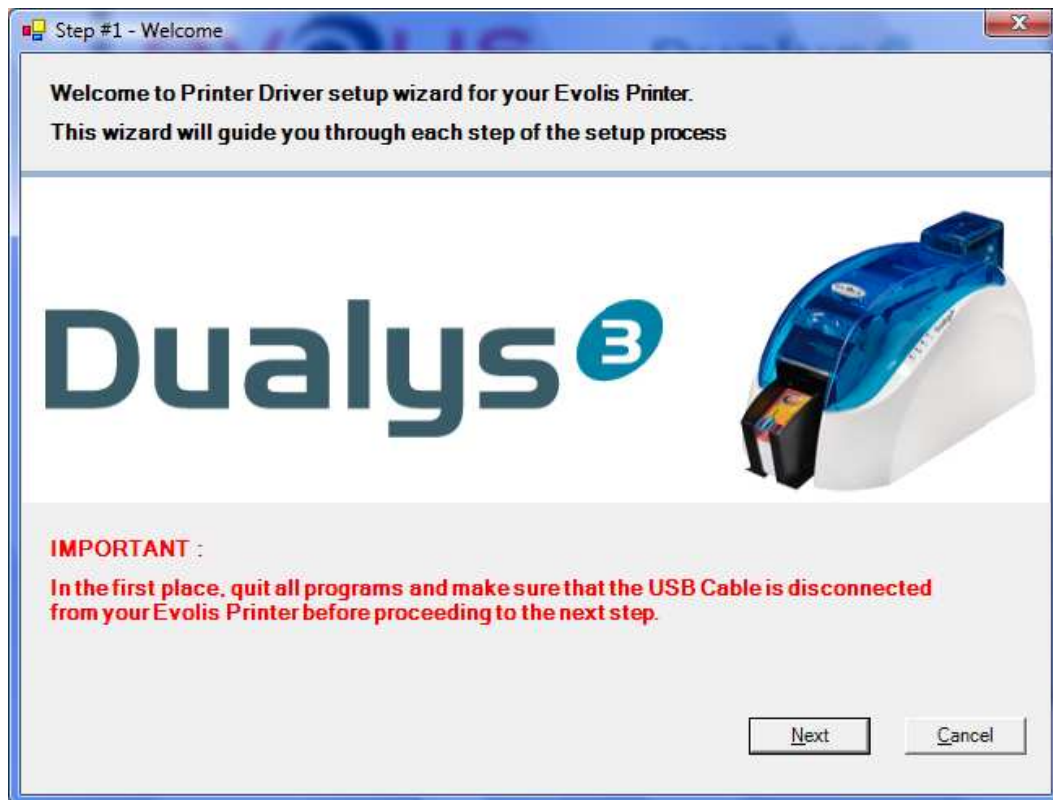 Step #1 - Welcome
Welcome to Printer Driver setup wizard for your Evolis Printer.
This wizard will guide you through each step of the setup process
Dualys3
IMPORTANT :
In the first place, quit all programs and make sure that the USB Cable is disconnected
from your Evolis Printer before proceeding to the next step.
Next
Cancel